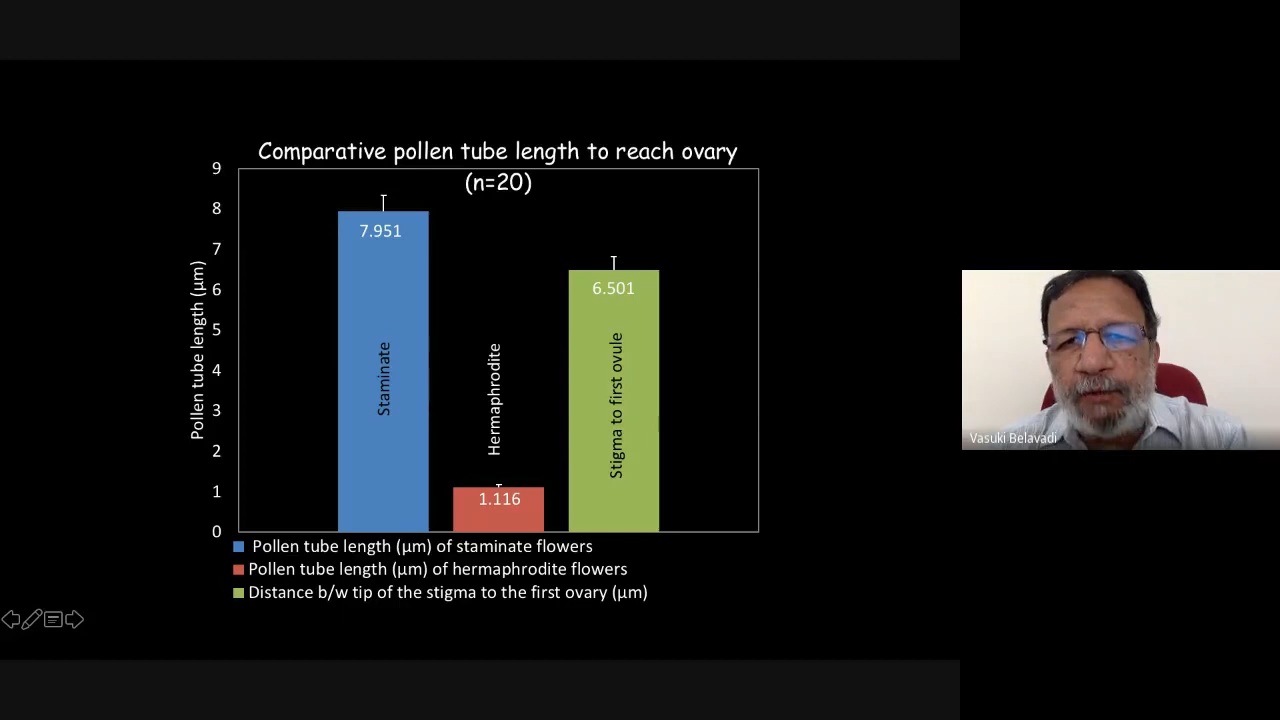 Comparative pollen tube length to reach ovary
(n=20)
Pollen tube length (μm)
9
8
7
6
5
4
3
2
1
0
7.951
Staminate
Hermaphrodite
1.116
6.501
Stigma to first ovule
Pollen tube length (μm) of staminate flowers
Pollen tube length (μm) of hermaphrodite flowers
Distance b/w tip of the stigma to the first ovary (μm)
Vasuki Belavadi